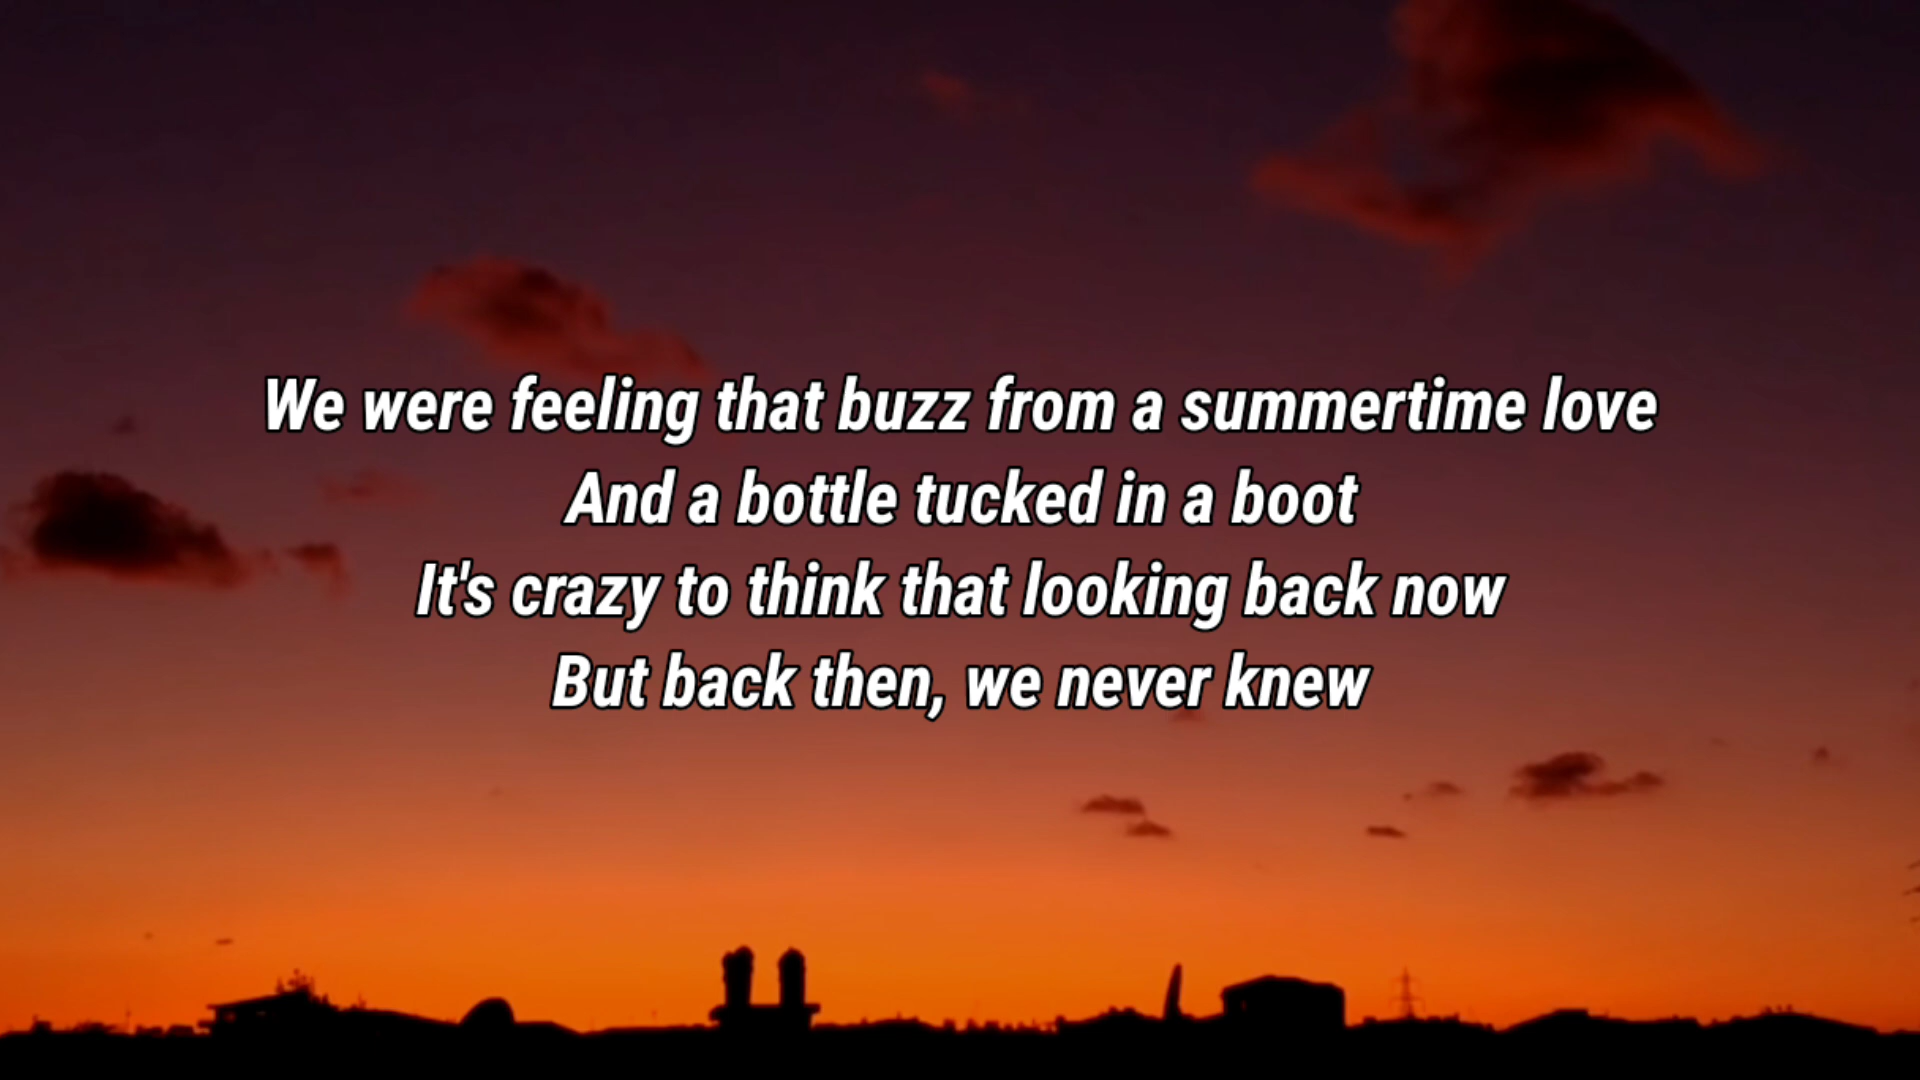 We were feeling that buzz from a summertime love
And a bottle tucked in a boot
It's crazy to think that looking back now
But back then, we never knew